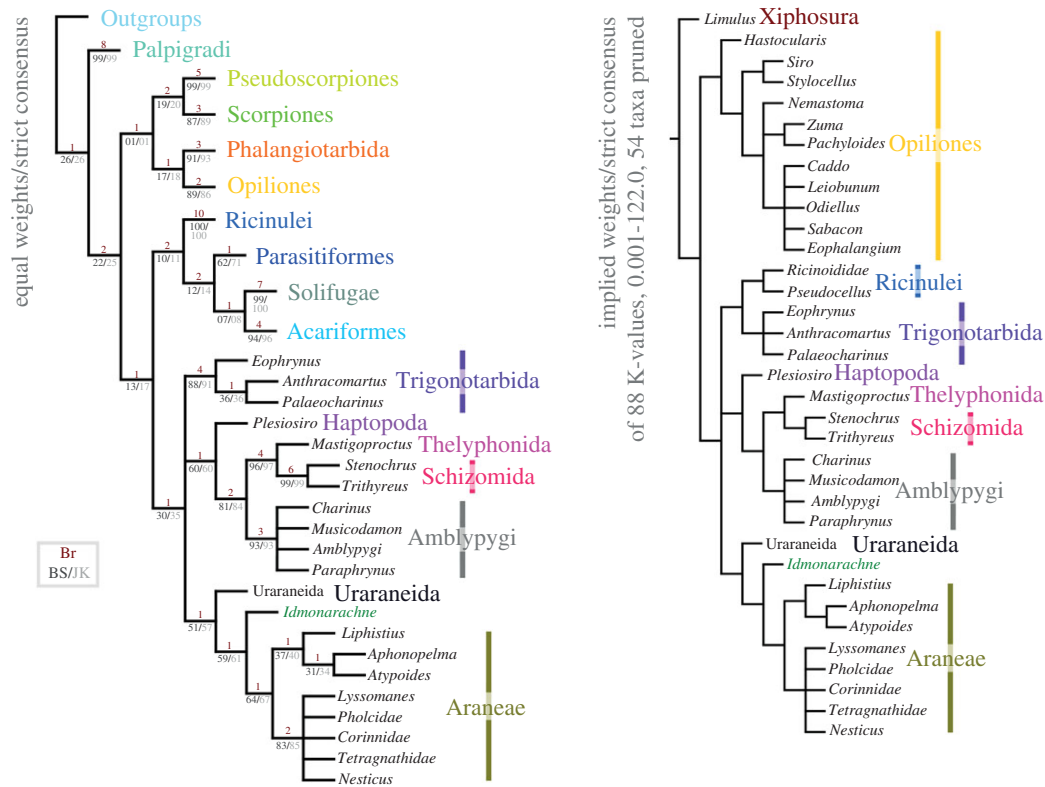 equal weights/strict consensus
Outgroups
8
99/99
Palpigradi
5
99/99
Pseudoscorpiones
2
19/20
3
87/89
Scorpiones
1
01/01
3
91/93
Phalangiotarbida
1
26/26
1
17/18
2
89/86
Opiliones
10
100/
100
Ricinulei
2
22/25
2
10/11
1
62/71
Parasitiformes
2
12/14
7
99/
100
Solifugae
1
07/08
4
94/96
Acariformes
1
13/17
4
88/91
Eophrynus
1
36/36
Anthracomartus
Palaeocharinus
Trigonotarbida
Plesiosiro Haptopoda
1
60/60
4
96/97
Mastigoproctus Thelyphonida
6
99/99
Stenochrus
Trithyreus
Schizomida
2
81/84
1
30/35
3
93/93
Charinus
Musicodamon
Amblypygi
Paraphrynus
Amblypygi
Br
BS/JK
1
51/57
Uraraneida Uraraneida
1
59/61
Idmonarachne
1
37/40
Liphistius
1
31/34
Aphonopelma
Atypoides
1
64/67
Araneae
2
83/85
Lyssomanes
Pholcidae
Corinnidae
Tetragnathidae
Nesticus
implied weights/strict consensus
of 88 K-values, 0.001-122.0, 54 taxa pruned
Limulus Xiphosura
Hastocularis
Siro
Stylocellus
Nemastoma
Zuma
Pachyloides
Opiliones
Caddo
Leiobunum
Odiellus
Sabacon
Eophalangium
Ricinoididae
Pseudocellus
Ricinulei
Eophrynus
Anthracomartus
Palaeocharinus
Trigonotarbida
Plesiosiro Haptopoda
Mastigoproctus Thelyphonida
Stenochrus
Trithyreus
Schizomida
Charinus
Musicodamon
Amblypygi
Paraphrynus
Amblypygi
Uraraneida Uraraneida
Idmonarachne
Liphistius
Aphonopelma
Atypoides
Lyssomanes
Pholcidae
Corinnidae
Tetragnathidae
Nesticus
Araneae